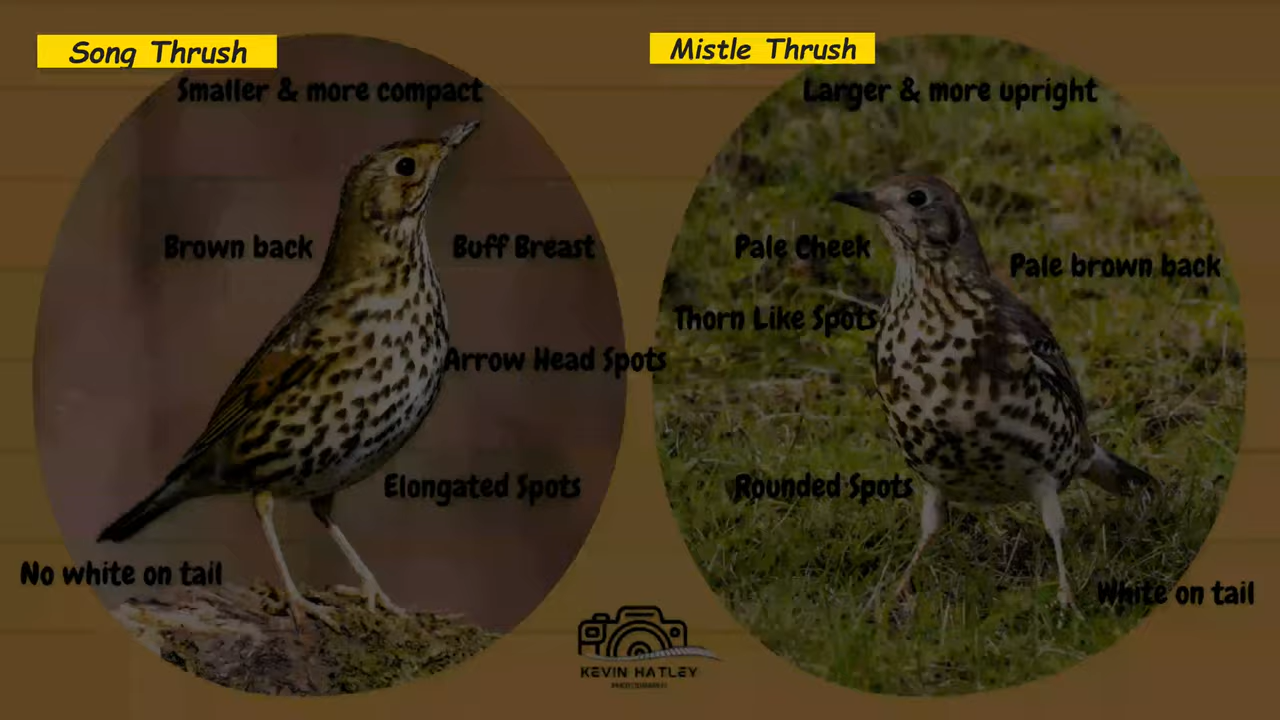 Song Thrush
Smaller & more compact
Brown back
Buff Breast
Arrow Head Spots
Elongated Spots
No white on tail
Mistle Thrush
Larger & more upright
Pale Cheek
Pale brown back
Thorn Like Spots
Rounded Spots
White on tail
KEVIN HATLEY
PHOTOGRAPHY